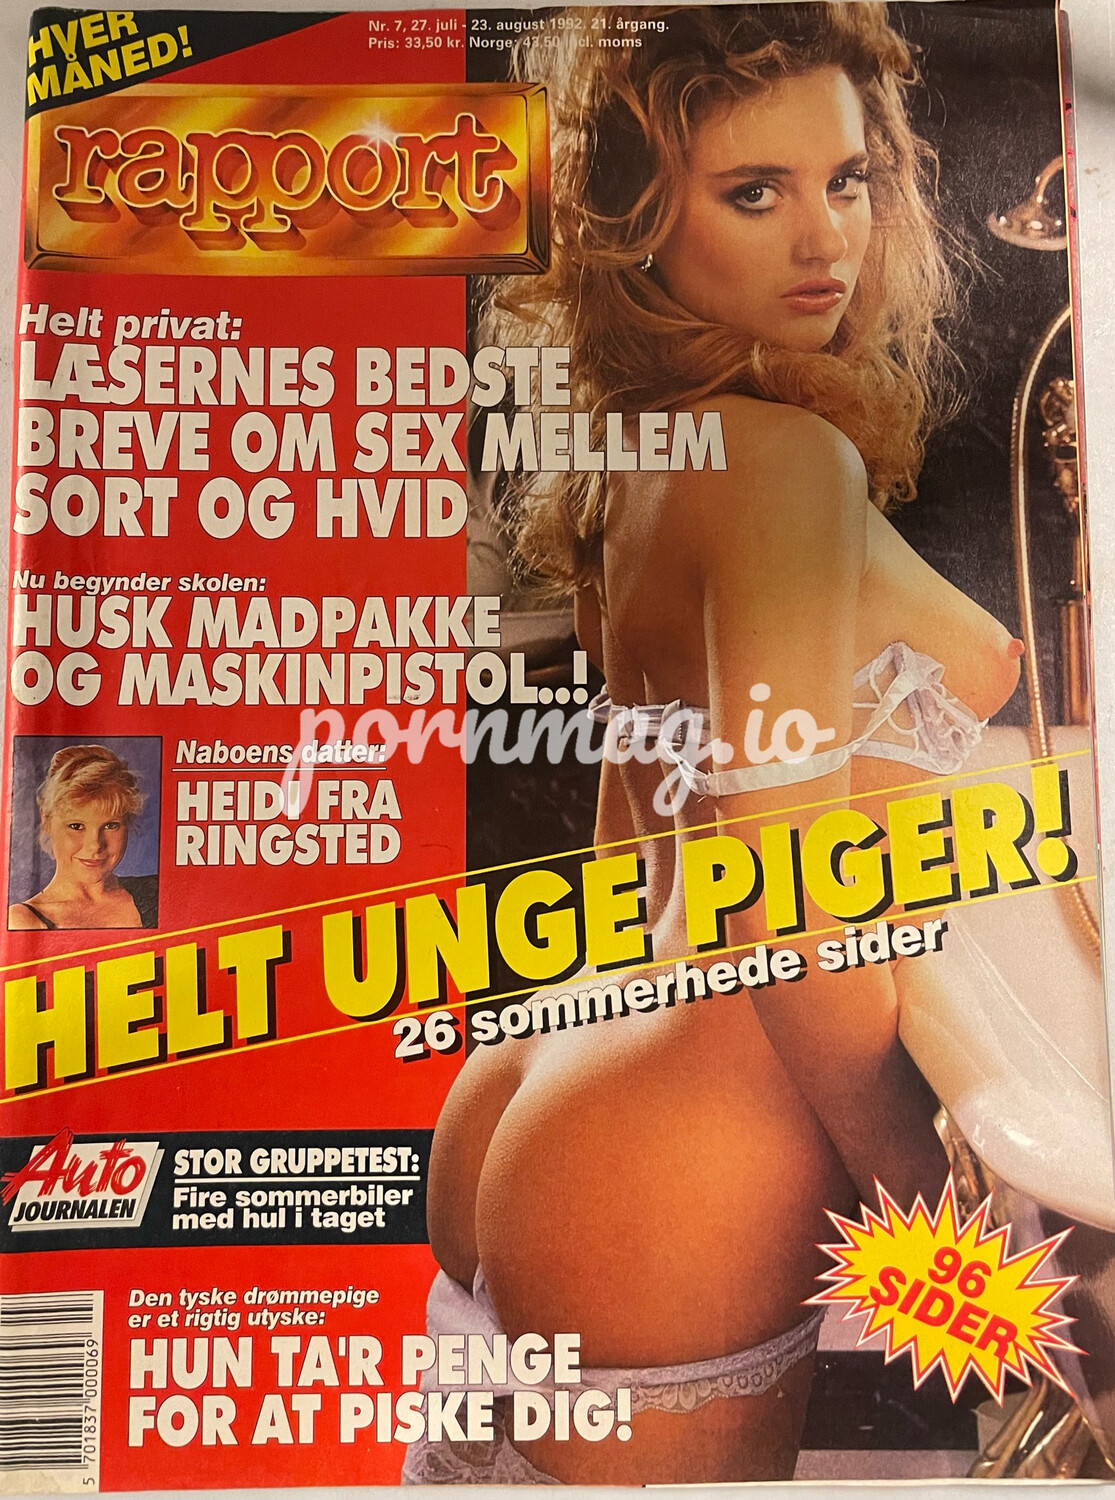 HVER
MÅNED!
Nr. 7, 27. juli - 23. august 1992. 21. årgang.
Pris: 33,50 kr. Norge: 43,50 incl. moms
rapport
Helt privat:
LÆSERNES BEDSTE
BREVE OM SEX MELLEM
SORT OG HVID
Nu begynder skolen:
HUSK MADPAKKE
OG MASKINPISTOL..!
pornmag.io
Naboens datter:
HEIDI FRA
RINGSTED
HELT UNGE PIGER!
26 sommerhede sider
Auto
JOURNALEN
STOR GRUPPETEST:
Fire sommerbiler
med hul i taget
96
SIDER
Den tyske drømmepige
er et rigtig utyske:
HUN TA'R PENGE
FOR AT PISKE DIG!
5 701837 000069